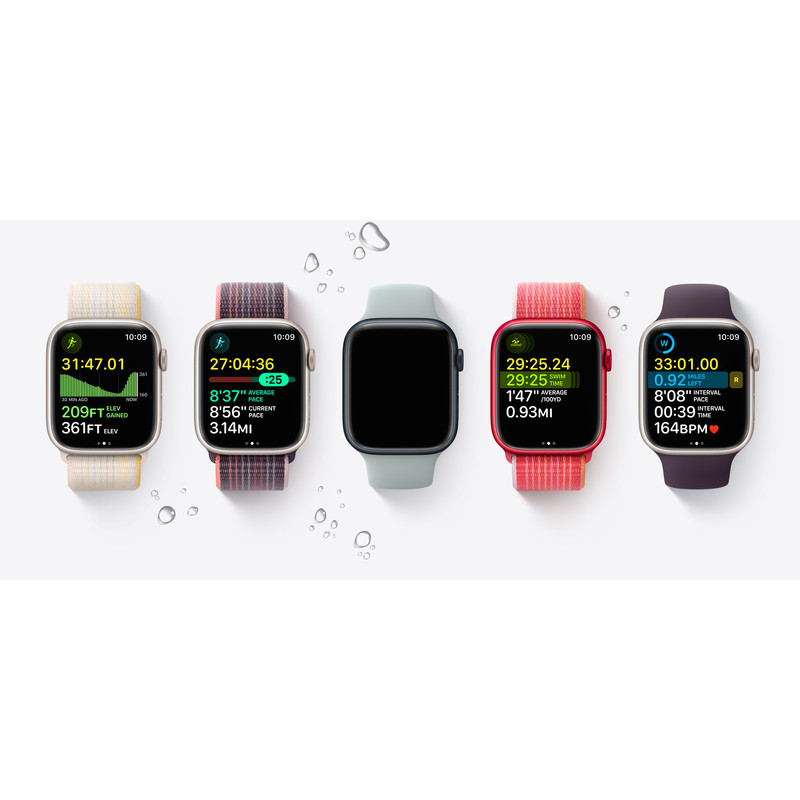 10:09
31:47.01
361
160
30 MIN AGO NOW
209FT ELEV GAINED
361FT ELEV
10:09
27:04:36
:25
8'37" AVERAGE PACE
8'56" CURRENT PACE
3.14MI
10:09
29:25.24
29:25 SWIM TIME
1'47" AVERAGE /100YD
0.93MI
W
10:09
33:01.00
0.92 MILES LEFT
R
8'08" INTERVAL PACE
00:39 INTERVAL TIME
164BPM